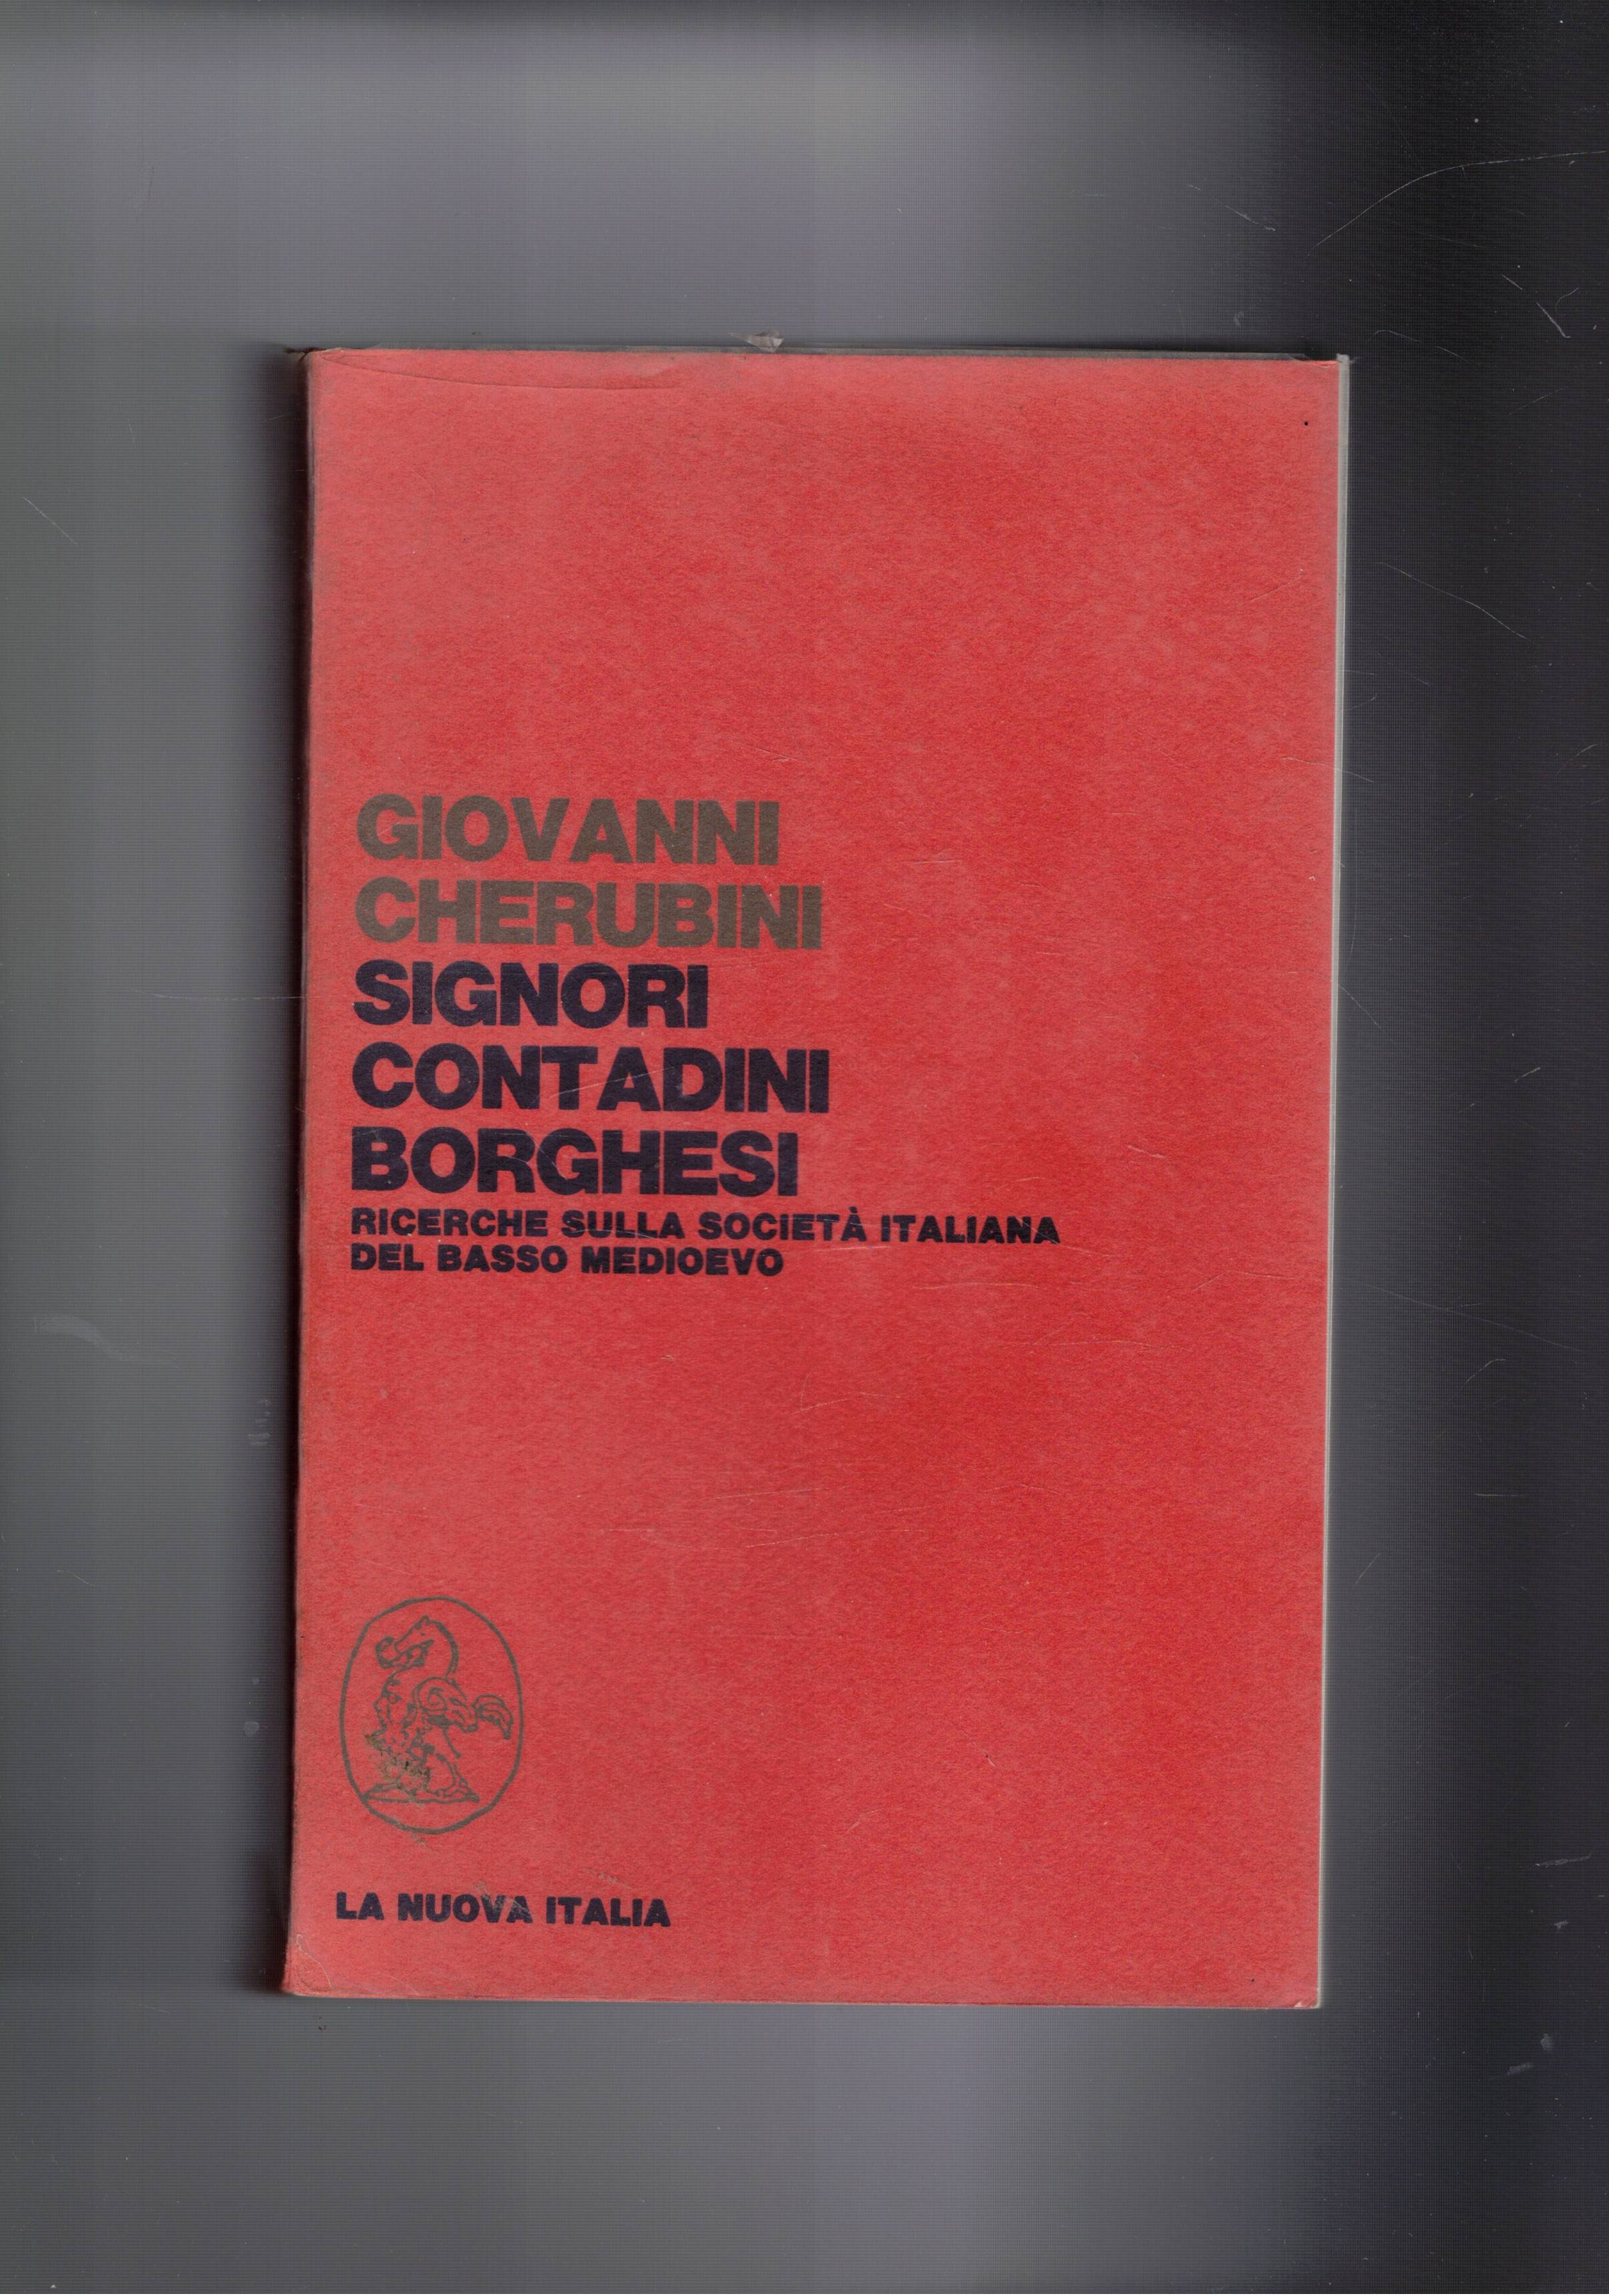 GIOVANNI
CHERUBINI
SIGNORI
CONTADINI
BORGHESI
RICERCHE SULLA SOCIETÀ ITALIANA
DEL BASSO MEDIOEVO
LA NUOVA ITALIA